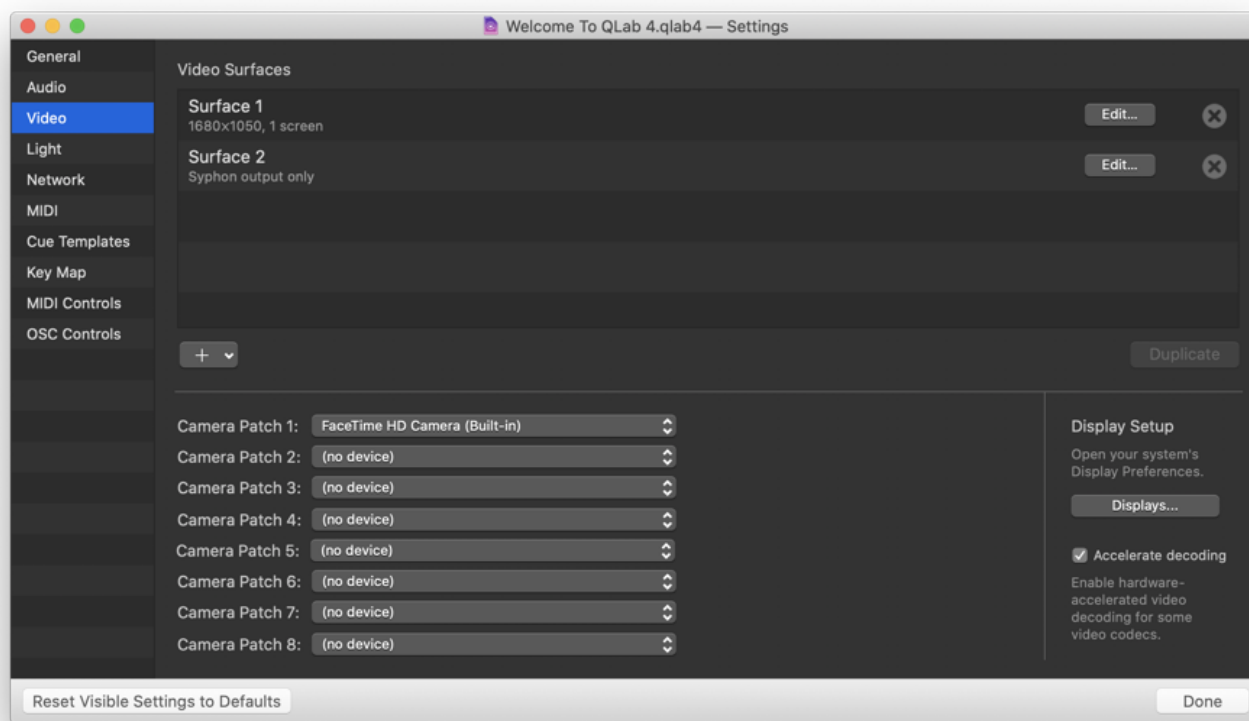 Welcome To QLab 4.qlab4 — Settings
General
Audio
Video
Light
Network
MIDI
Cue Templates
Key Map
MIDI Controls
OSC Controls
Video Surfaces
Surface 1
1680×1050, 1 screen
Edit...
Surface 2
Syphon output only
Edit...
Duplicate
Camera Patch 1: FaceTime HD Camera (Built-in)
Camera Patch 2: (no device)
Camera Patch 3: (no device)
Camera Patch 4: (no device)
Camera Patch 5: (no device)
Camera Patch 6: (no device)
Camera Patch 7: (no device)
Camera Patch 8: (no device)
Display Setup
Open your system's
Display Preferences.
Displays...
Accelerate decoding
Enable hardware-
accelerated video
decoding for some
video codecs.
Reset Visible Settings to Defaults
Done